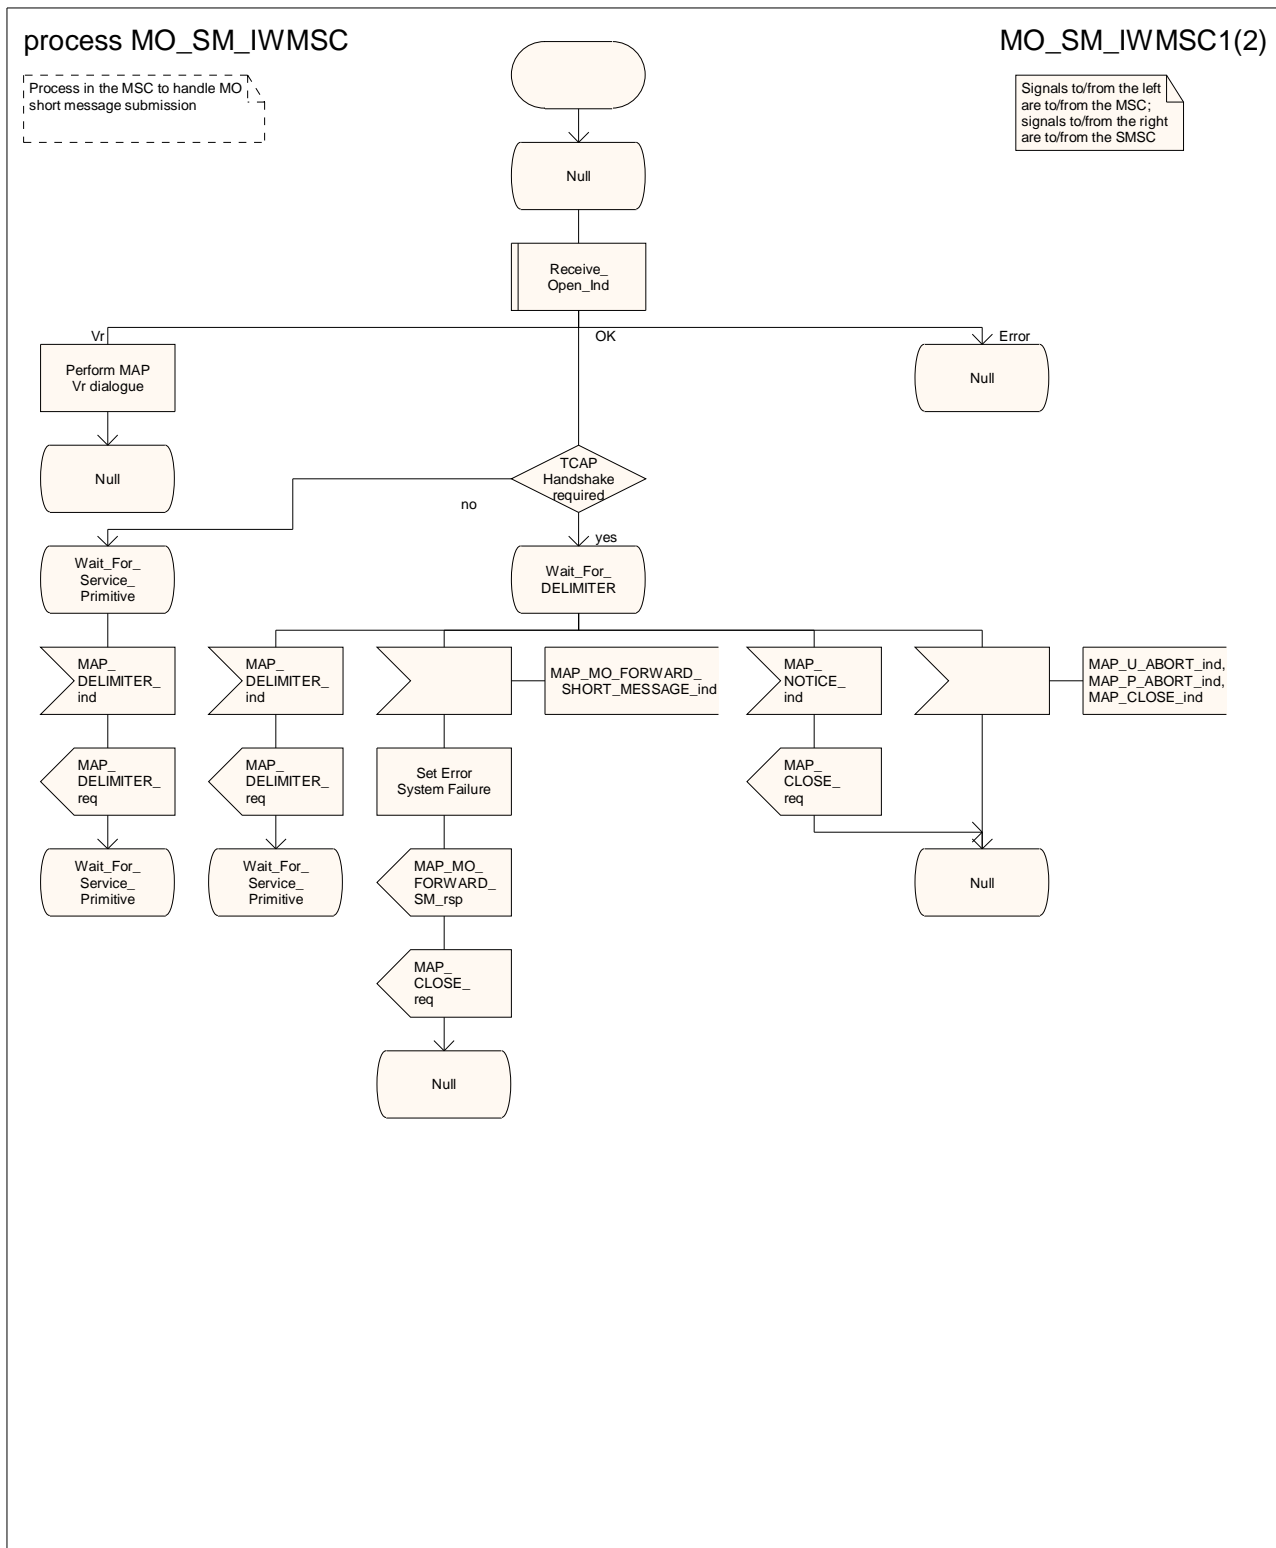 process MO_SM_IWMSC
MO_SM_IWMSC1(2)
Process in the MSC to handle MO
short message submission
Signals to/from the left
are to/from the MSC;
signals to/from the right
are to/from the SMSC
Null
Receive_
Open_Ind
Vr
OK
Error
Perform MAP
Vr dialogue
Null
Null
TCAP
Handshake
required
no
yes
Wait_For_
Service_
Primitive
Wait_For_
DELIMITER
MAP_
DELIMITER_
ind
MAP_
DELIMITER_
ind
MAP_MO_FORWARD_
SHORT_MESSAGE_ind
MAP_
NOTICE_
ind
MAP_U_ABORT_ind,
MAP_P_ABORT_ind,
MAP_CLOSE_ind
MAP_
DELIMITER_
req
MAP_
DELIMITER_
req
Set Error
System Failure
MAP_
CLOSE_
req
Wait_For_
Service_
Primitive
Wait_For_
Service_
Primitive
MAP_MO_
FORWARD_
SM_rsp
Null
MAP_
CLOSE_
req
Null